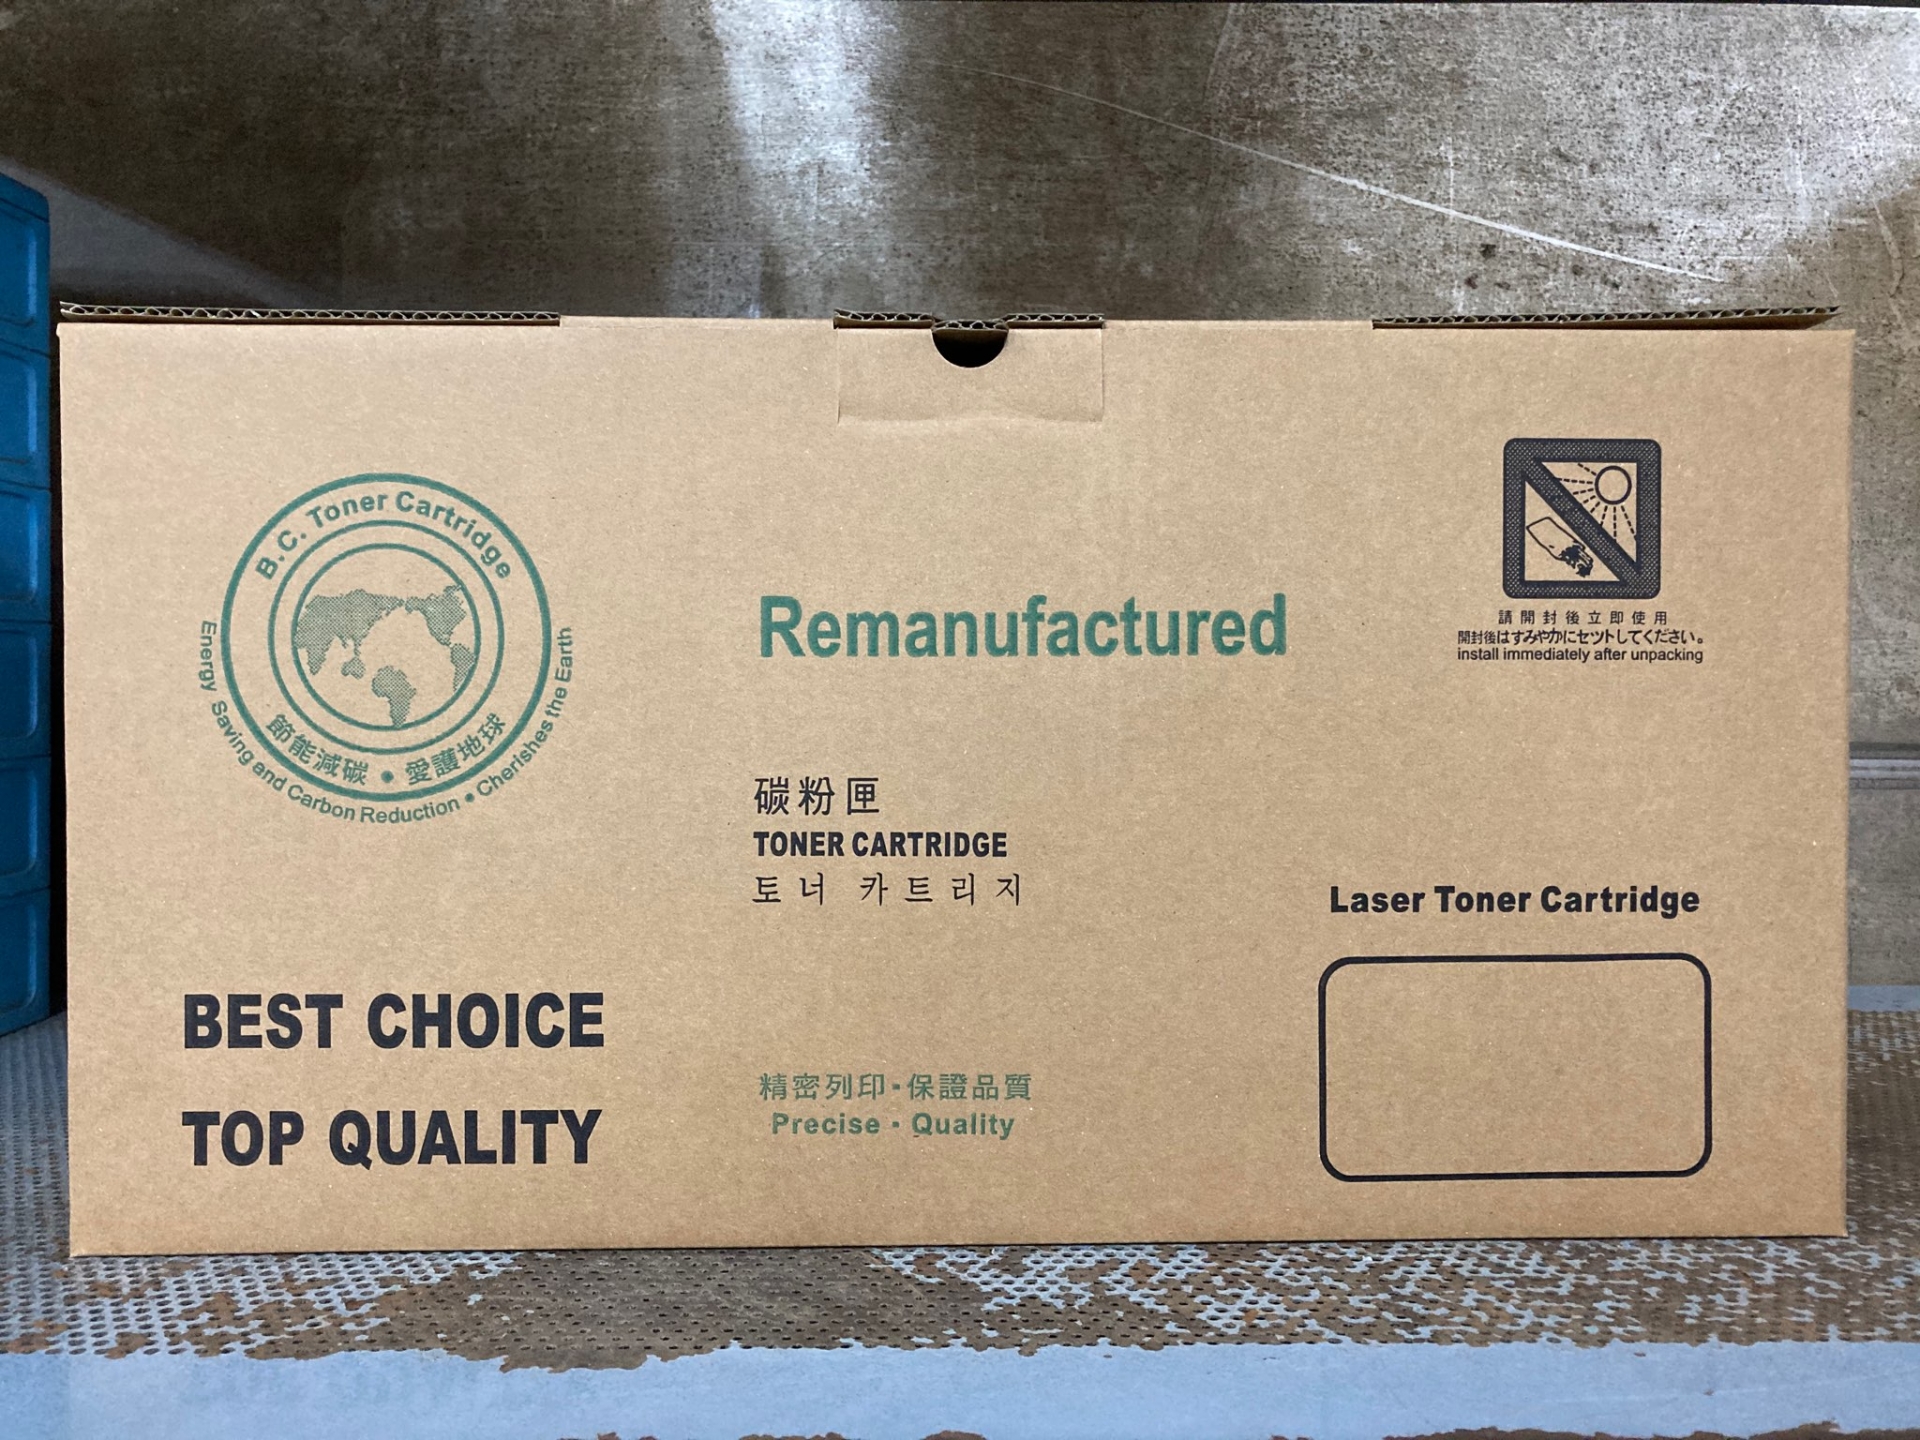 B.C. Toner Cartridge
節能減碳•愛護地球
Energy Saving and Carbon Reduction • Cherishes the Earth
Remanufactured
請開封後立即使用
開封後はすみやかにセツトしてください。
install immediately after unpacking
碳粉匣
TONER CARTRIDGE
토너 카트리지
Laser Toner Cartridge
BEST CHOICE
TOP QUALITY
精密列印·保證品質
Precise · Quality